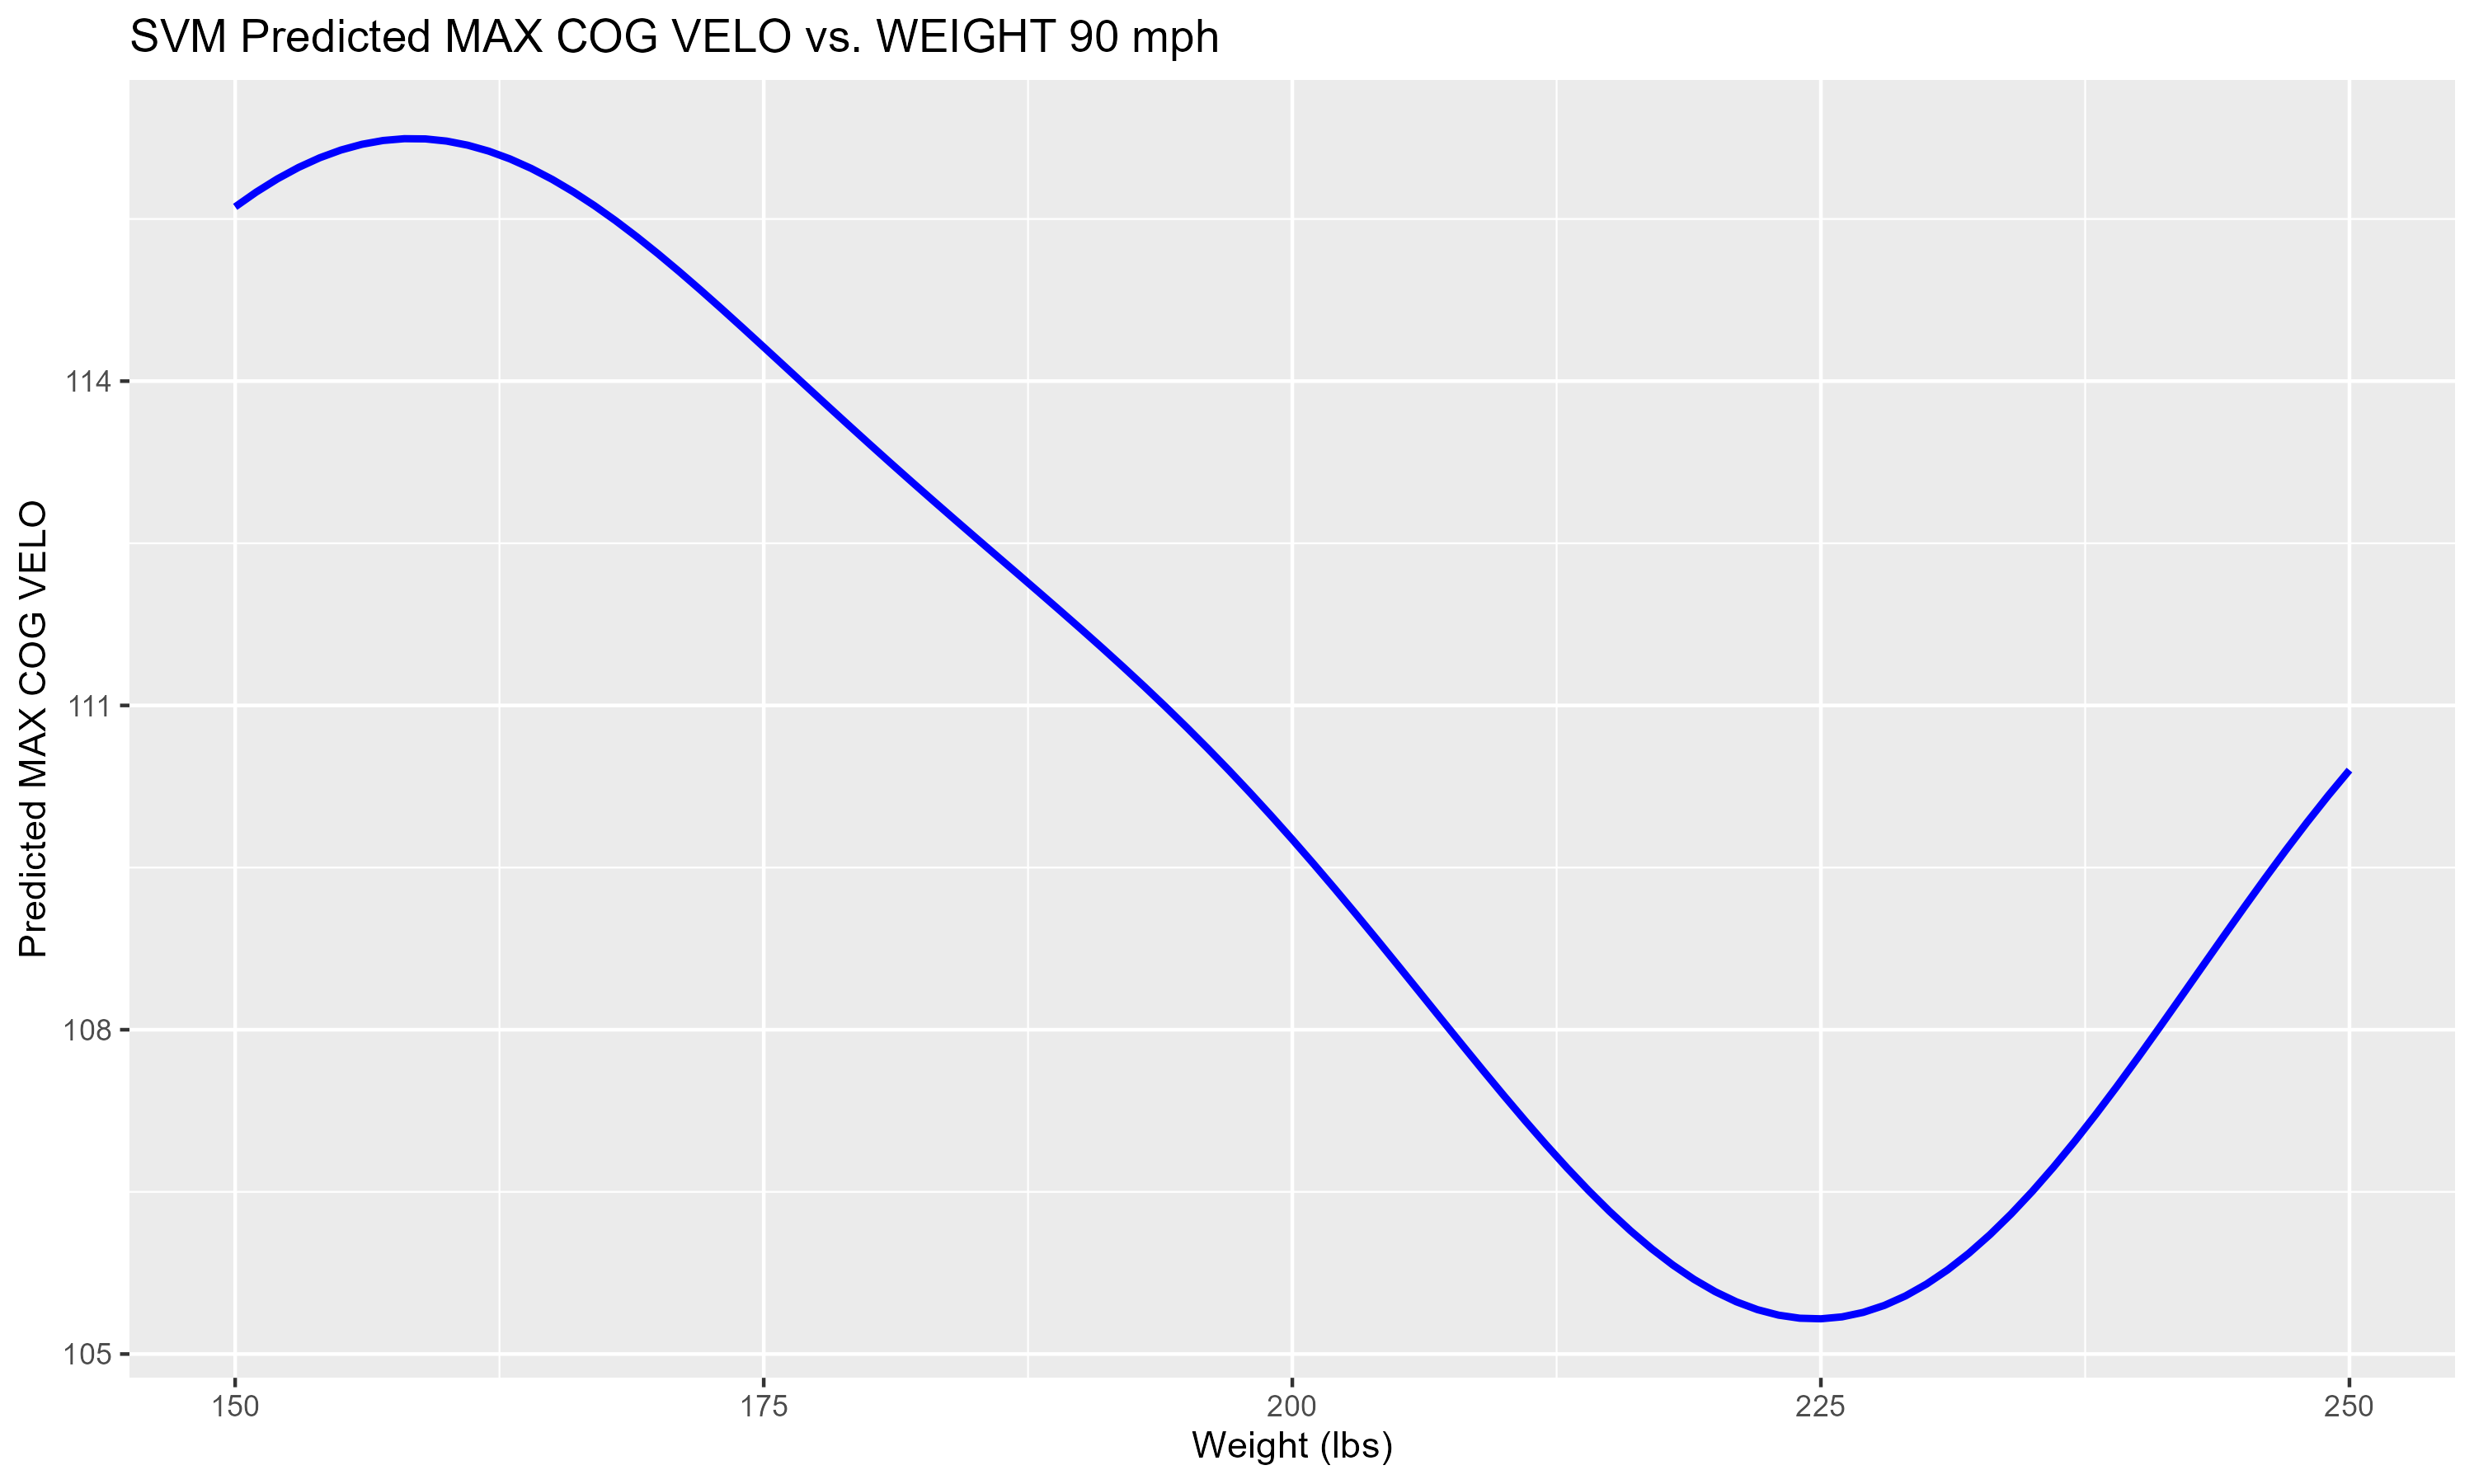 SVM Predicted MAX COG VELO vs. WEIGHT 90 mph
Predicted MAX COG VELO
114
111
108
105
150 175 200 225 250
Weight (lbs)